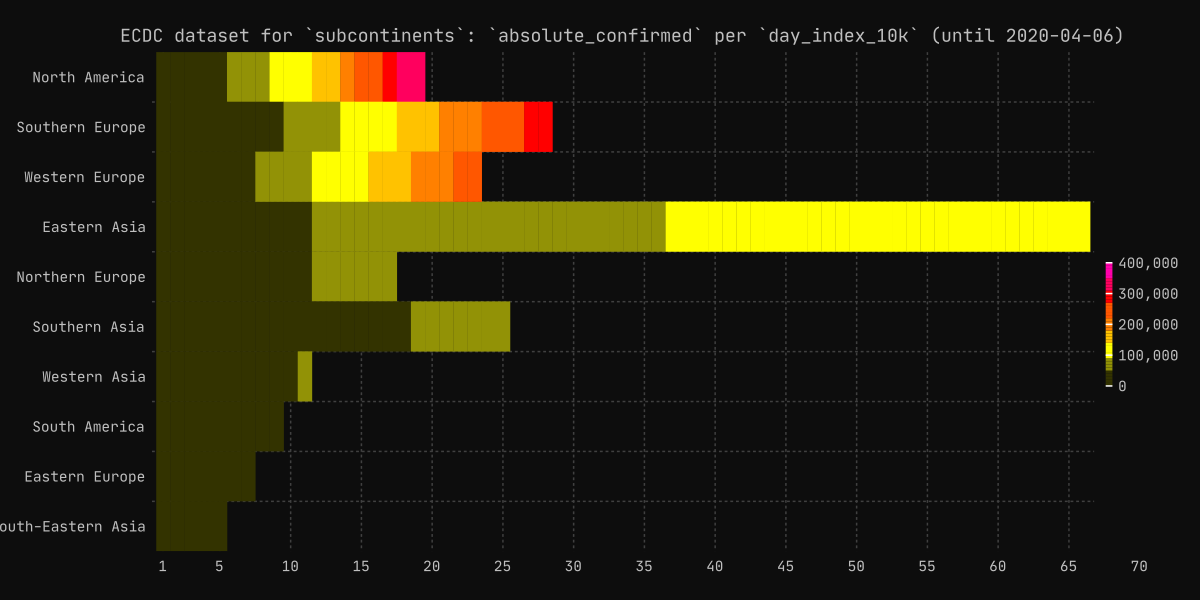 ECDC dataset for `subcontinents`: `absolute_confirmed` per `day_index_10k` (until 2020-04-06)
North America
Southern Europe
Western Europe
Eastern Asia
Northern Europe
Southern Asia
Western Asia
South America
Eastern Europe
outh-Eastern Asia
400,000
300,000
200,000
100,000
0
1 5 10 15 20 25 30 35 40 45 50 55 60 65 70